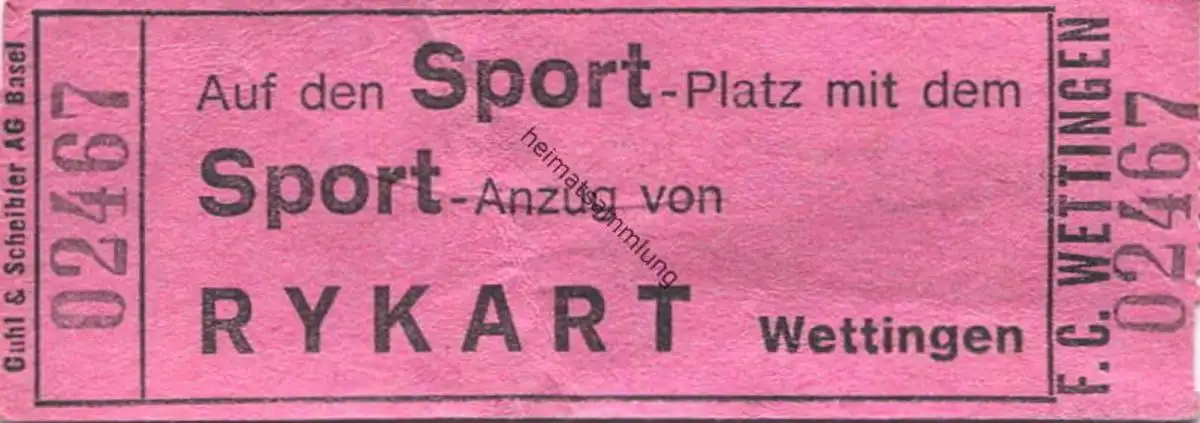 Guhl & Scheibler AG Basel
02467
Auf den Sport-Platz mit dem
Sport-Anzug von
RYKART Wettingen
F. C. WETTINGEN
02467
heimatsammlung